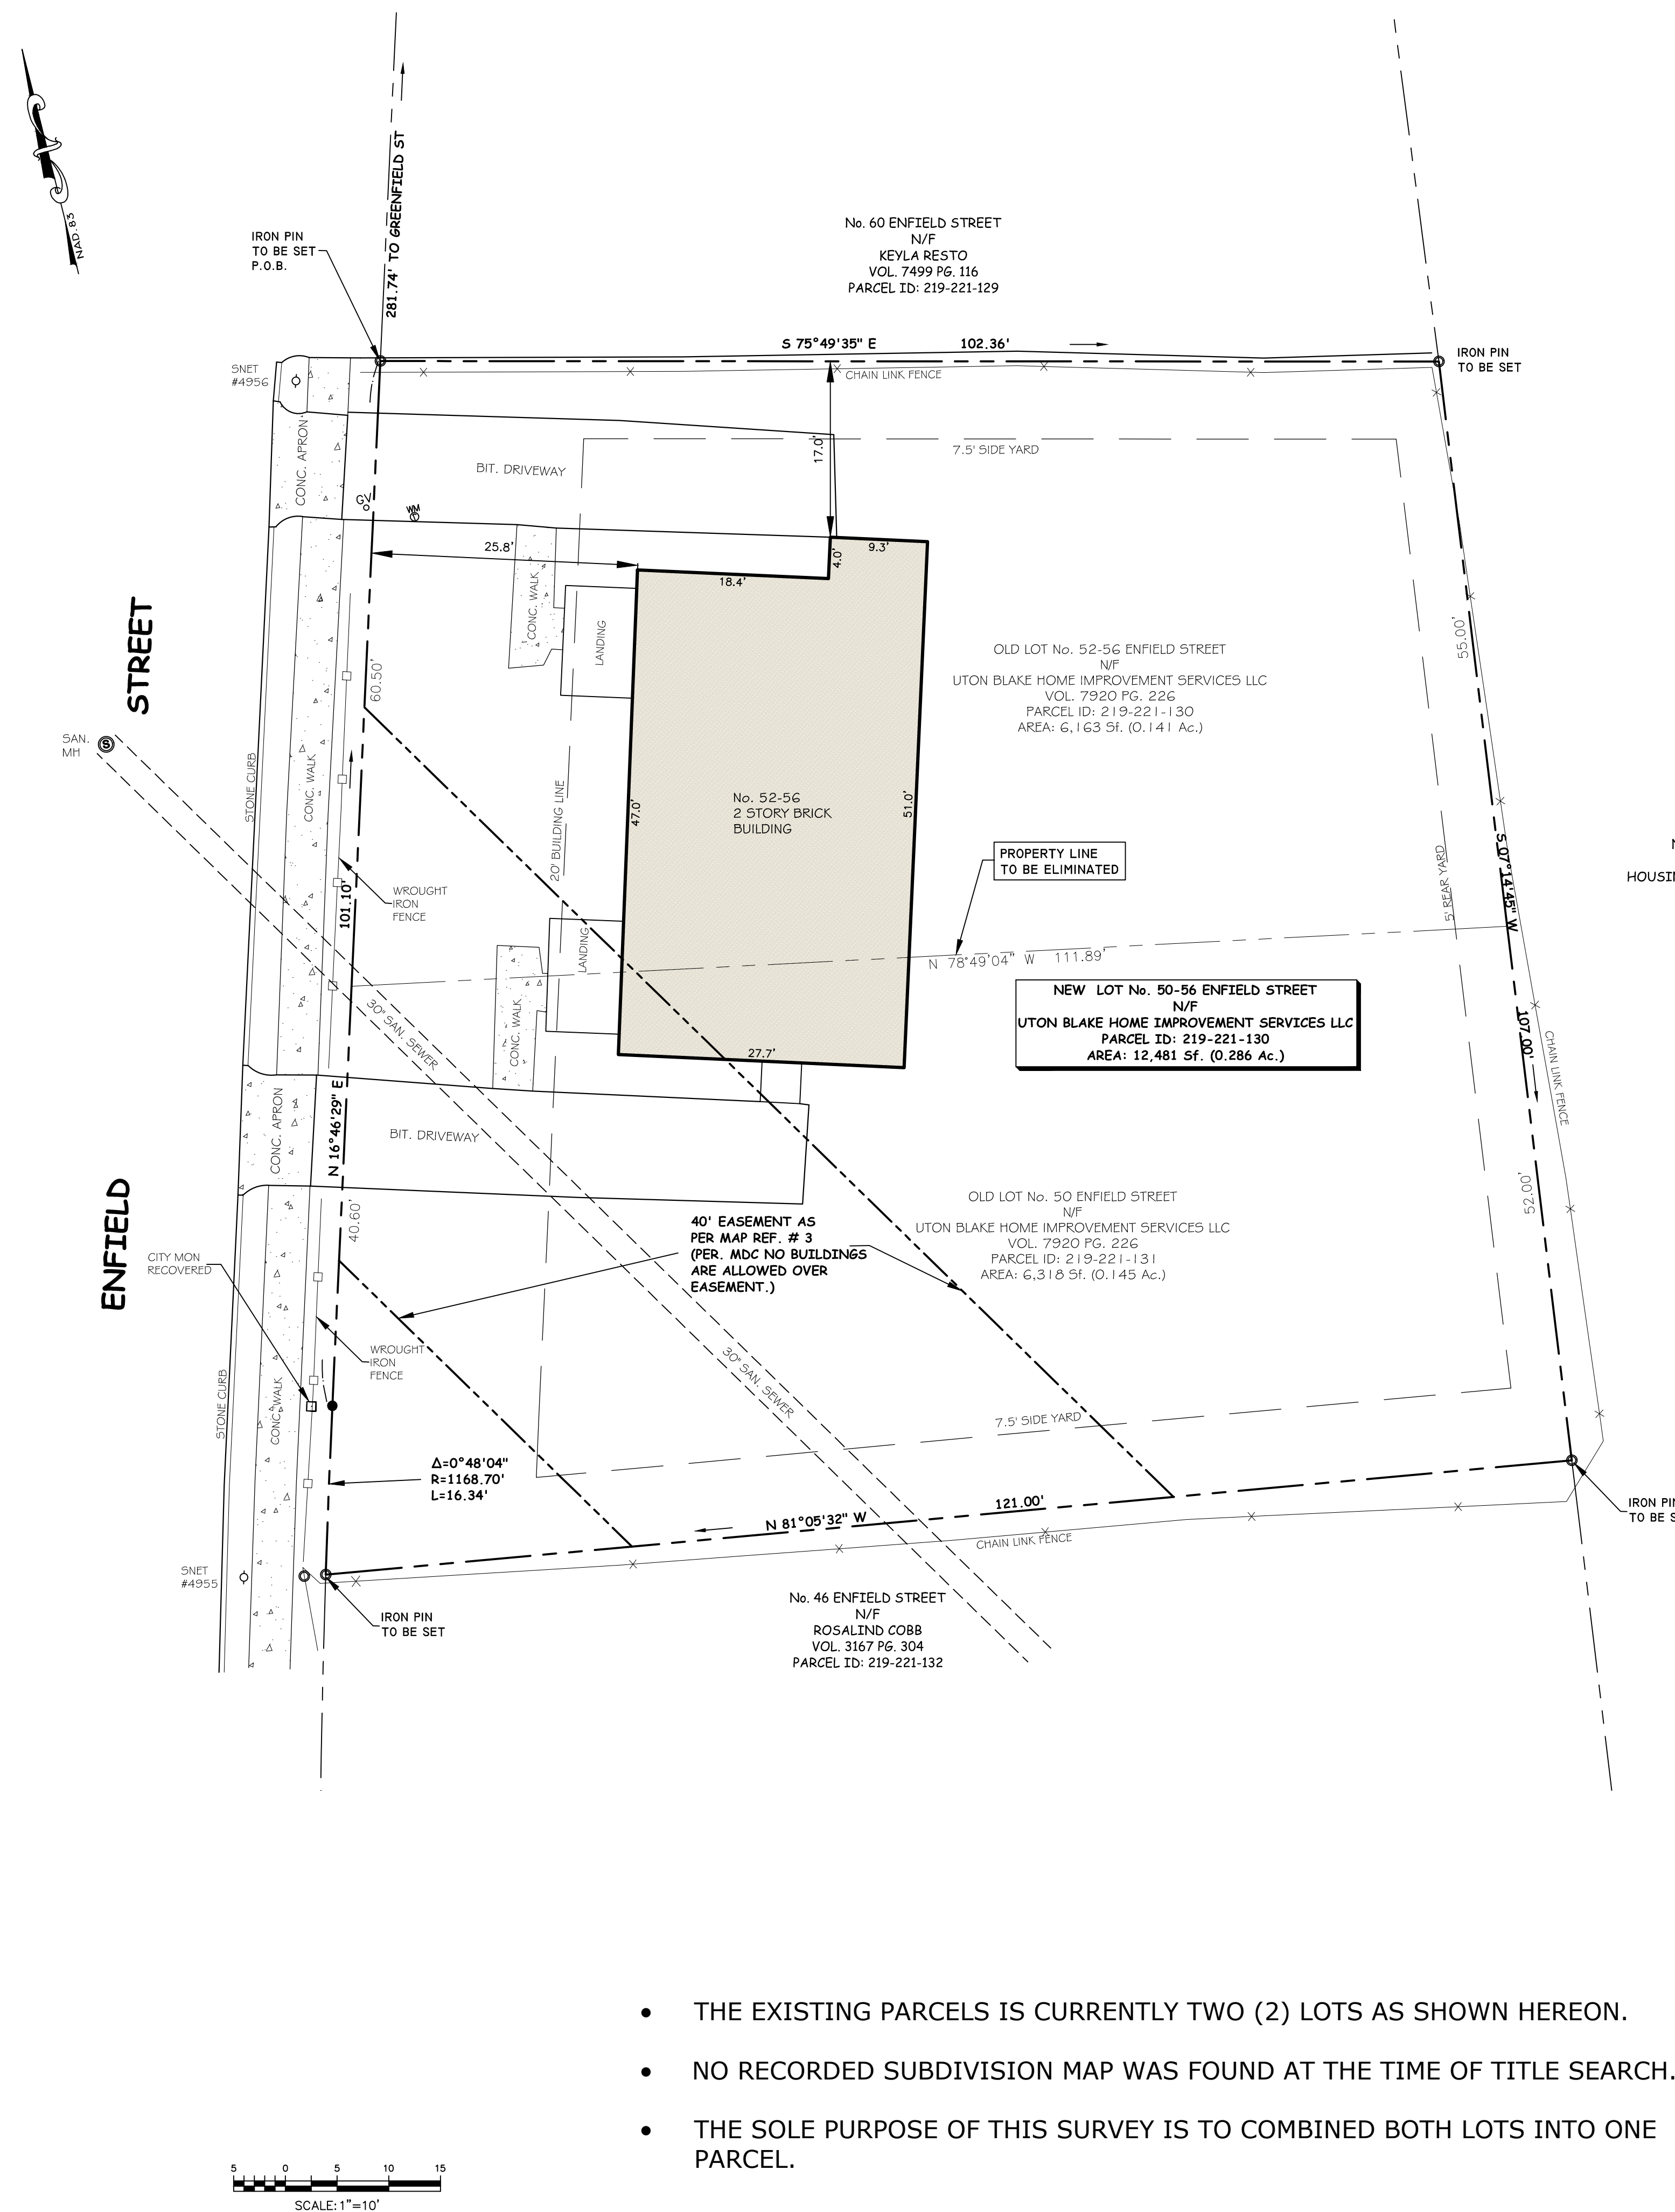 NAD 83
281.74' TO GREENFIELD ST
IRON PIN
TO BE SET
P.O.B.
No. 60 ENFIELD STREET
N/F
KEYLA RESTO
VOL. 7499 PG. 116
PARCEL ID: 219-221-129
S 75°49'35" E 102.36'
IRON PIN
TO BE SET
SNET
#4956
CHAIN LINK FENCE
CONC. APRON
BIT. DRIVEWAY
17.0'
7.5' SIDE YARD
GV
WV
25.8'
18.4'
4.0'
9.3'
CONC. WALK
LANDING
STREET
60.50'
55.00'
OLD LOT No. 52-56 ENFIELD STREET
N/F
UTON BLAKE HOME IMPROVEMENT SERVICES LLC
VOL. 7920 PG. 226
PARCEL ID: 219-221-130
AREA: 6,163 Sf. (0.141 Ac.)
SAN.
MH
S
STONE CURB
CONC. WALK
20' BUILDING LINE
47.0'
No. 52-56
2 STORY BRICK
BUILDING
51.0'
PROPERTY LINE
TO BE ELIMINATED
5' REAR YARD
S 07°14'45" W
HOUSIN
101.10'
WROUGHT
IRON
FENCE
LANDING
N 78°49'04" W 111.89'
NEW LOT No. 50-56 ENFIELD STREET
N/F
UTON BLAKE HOME IMPROVEMENT SERVICES LLC
PARCEL ID: 219-221-130
AREA: 12,481 Sf. (0.286 Ac.)
107.00'
CHAIN LINK FENCE
30" SAN. SEWER
CONC. WALK
27.7'
CONC. APRON
N 16°46'29" E
BIT. DRIVEWAY
ENFIELD
40.60'
52.00'
OLD LOT No. 50 ENFIELD STREET
N/F
UTON BLAKE HOME IMPROVEMENT SERVICES LLC
VOL. 7920 PG. 226
PARCEL ID: 219-221-131
AREA: 6,318 Sf. (0.145 Ac.)
40' EASEMENT AS
PER MAP REF. # 3
(PER. MDC NO BUILDINGS
ARE ALLOWED OVER
EASEMENT.)
CITY MON
RECOVERED
WROUGHT
IRON
FENCE
30" SAN. SEWER
STONE CURB
CONC. WALK
7.5' SIDE YARD
Δ=0°48'04"
R=1168.70'
L=16.34'
N 81°05'32" W 121.00'
CHAIN LINK FENCE
IRON PIN
TO BE S
SNET
#4955
IRON PIN
TO BE SET
No. 46 ENFIELD STREET
N/F
ROSALIND COBB
VOL. 3167 PG. 304
PARCEL ID: 219-221-132
• THE EXISTING PARCELS IS CURRENTLY TWO (2) LOTS AS SHOWN HEREON.
• NO RECORDED SUBDIVISION MAP WAS FOUND AT THE TIME OF TITLE SEARCH.
• THE SOLE PURPOSE OF THIS SURVEY IS TO COMBINED BOTH LOTS INTO ONE
PARCEL.
5 0 5 10 15
SCALE: 1"=10'